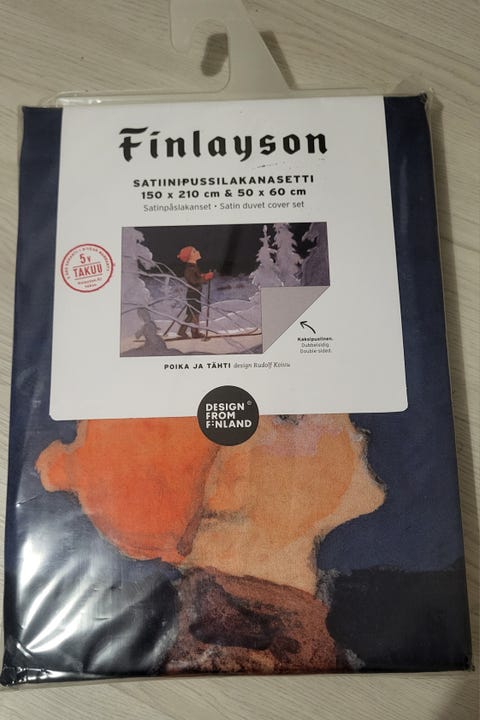 Finlayson
SATIINIPUSSILAKANASETTI
150 x 210 cm & 50 x 60 cm
Satinpåslakanset • Satin duvet cover set
5 v
TAKUU
Kaksipuolinen.
Dubbelsidig.
Double-sided.
POIKA JA TÄHTI design Rudolf Koivu
DESIGN
FROM
FINLAND